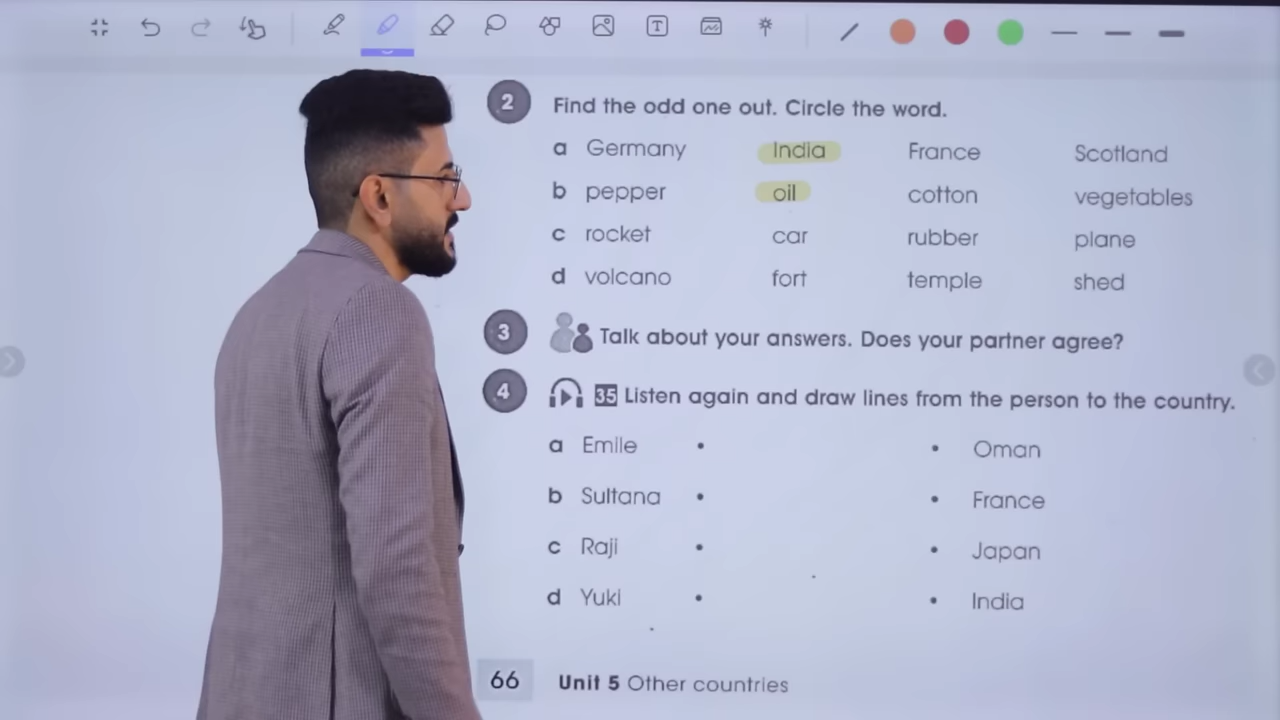 2 Find the odd one out. Circle the word.
a Germany India France Scotland
b pepper oil cotton vegetables
c rocket car rubber plane
d volcano fort temple shed
3 Talk about your answers. Does your partner agree?
4 35 Listen again and draw lines from the person to the country.
a Emile • • Oman
b Sultana • • France
c Raji • • Japan
d Yuki • • India
66 Unit 5 Other countries